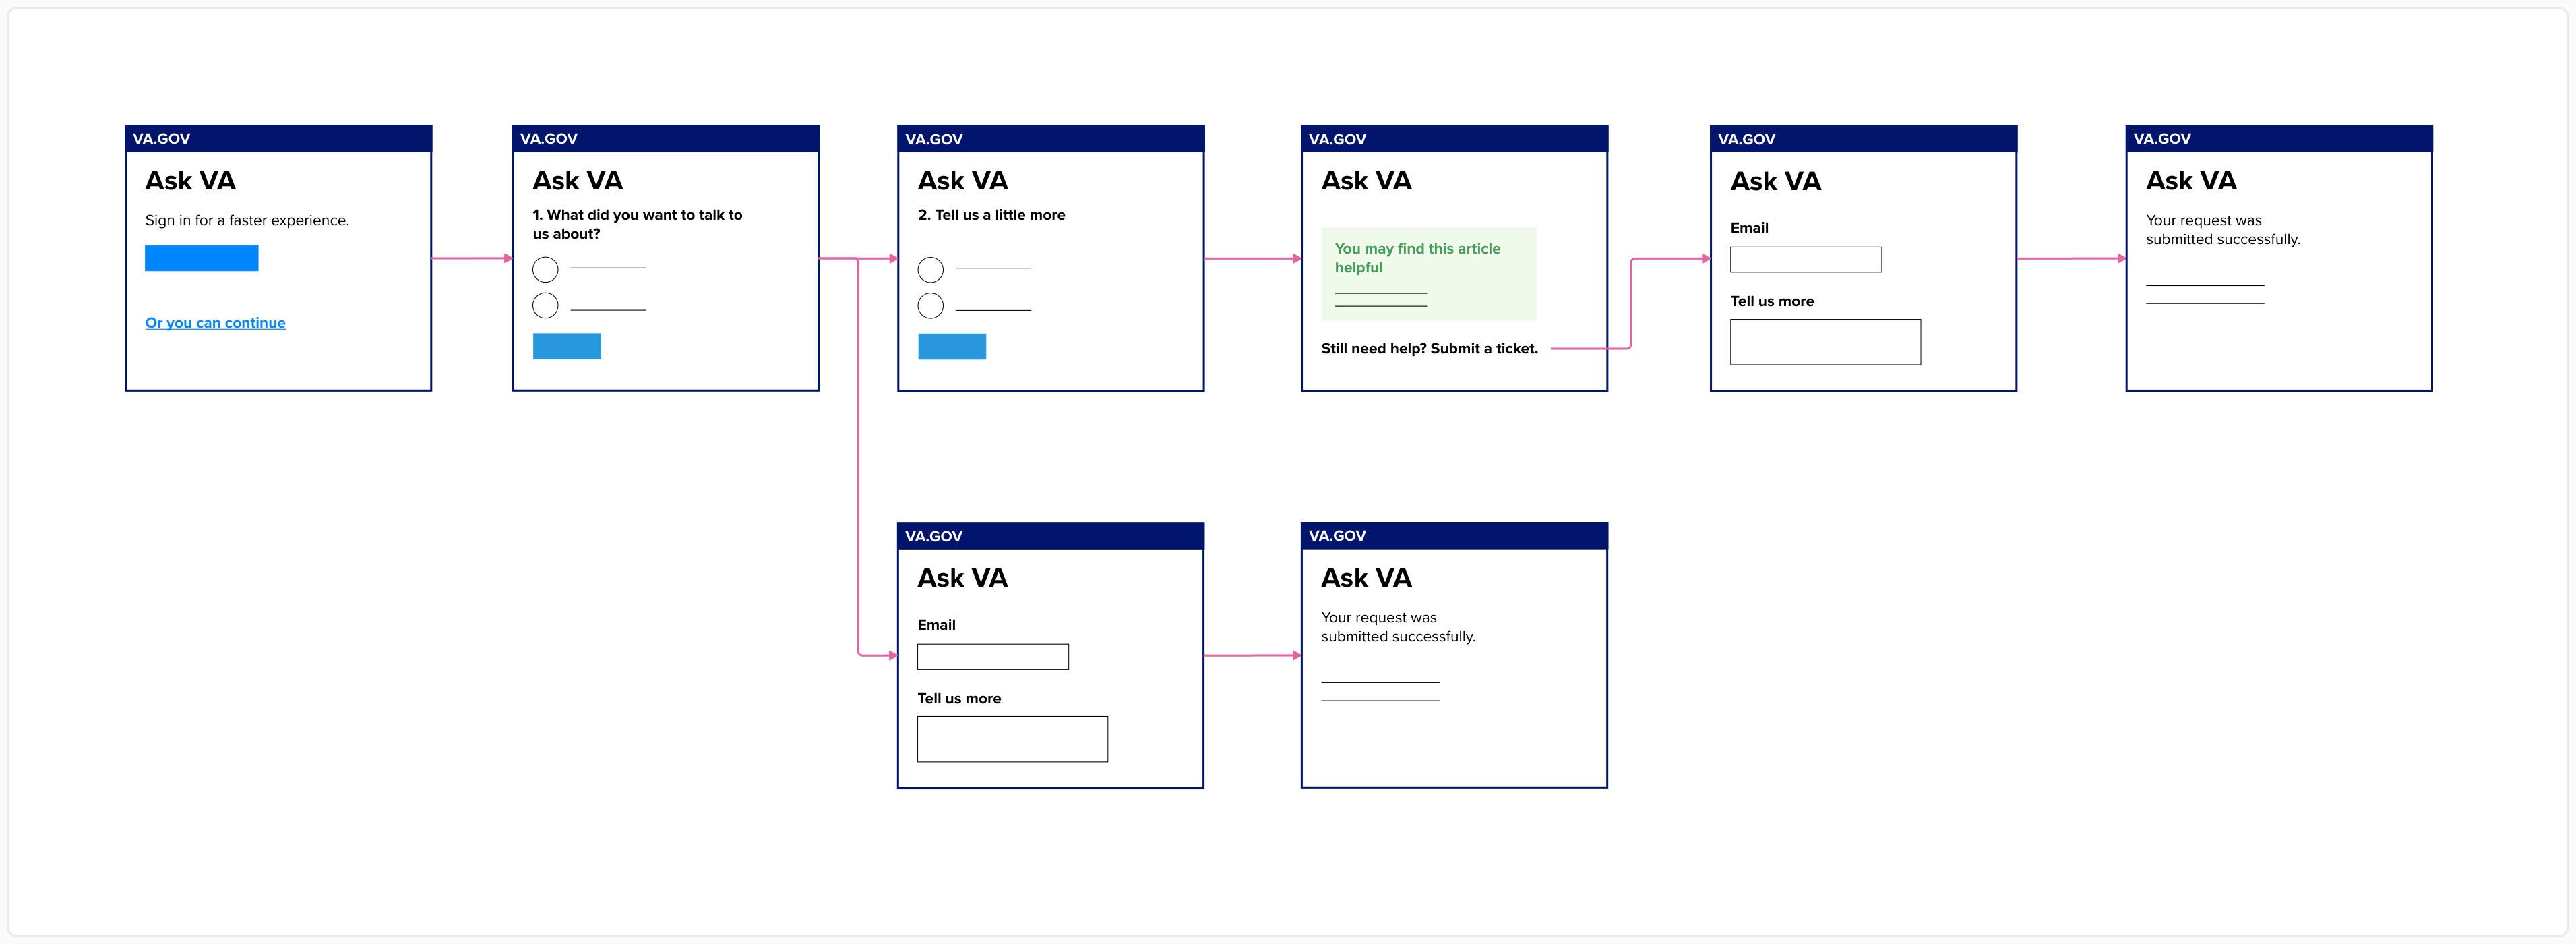 VA.GOV
Ask VA
Sign in for a faster experience.
Or you can continue
VA.GOV
Ask VA
1. What did you want to talk to
us about?
VA.GOV
Ask VA
2. Tell us a little more
VA.GOV
Ask VA
You may find this article
helpful
Still need help? Submit a ticket.
VA.GOV
Ask VA
Email
Tell us more
VA.GOV
Ask VA
Your request was
submitted successfully.
VA.GOV
Ask VA
Email
Tell us more
VA.GOV
Ask VA
Your request was
submitted successfully.